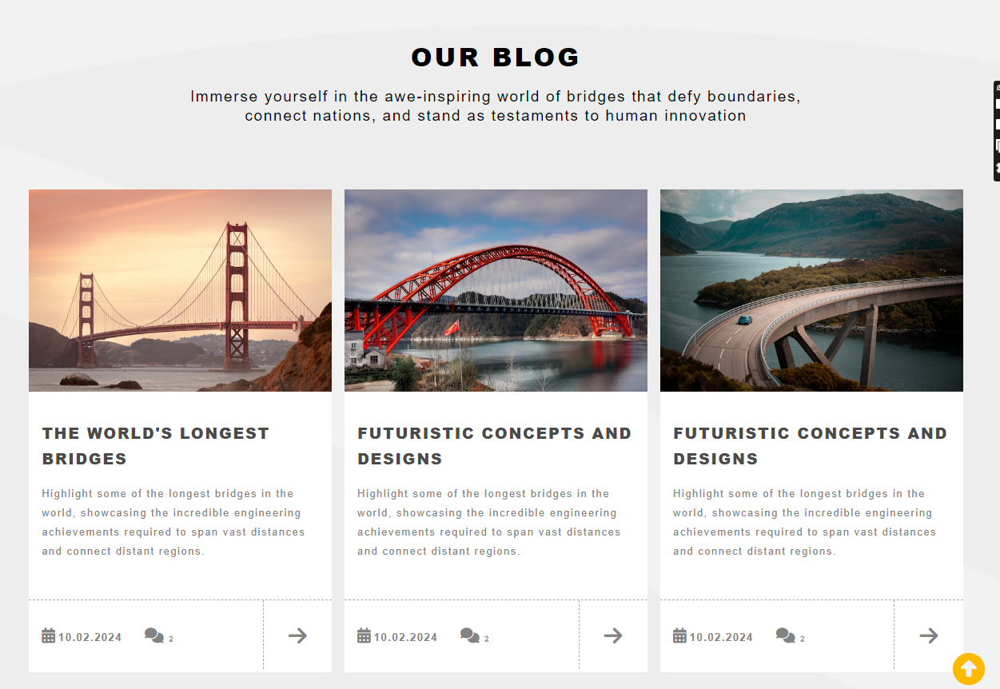 OUR BLOG
Immerse yourself in the awe-inspiring world of bridges that defy boundaries,
connect nations, and stand as testaments to human innovation
THE WORLD'S LONGEST
BRIDGES
Highlight some of the longest bridges in the
world, showcasing the incredible engineering
achievements required to span vast distances
and connect distant regions.
10.02.2024 2
FUTURISTIC CONCEPTS AND
DESIGNS
Highlight some of the longest bridges in the
world, showcasing the incredible engineering
achievements required to span vast distances
and connect distant regions.
10.02.2024 2
FUTURISTIC CONCEPTS AND
DESIGNS
Highlight some of the longest bridges in the
world, showcasing the incredible engineering
achievements required to span vast distances
and connect distant regions.
10.02.2024 2